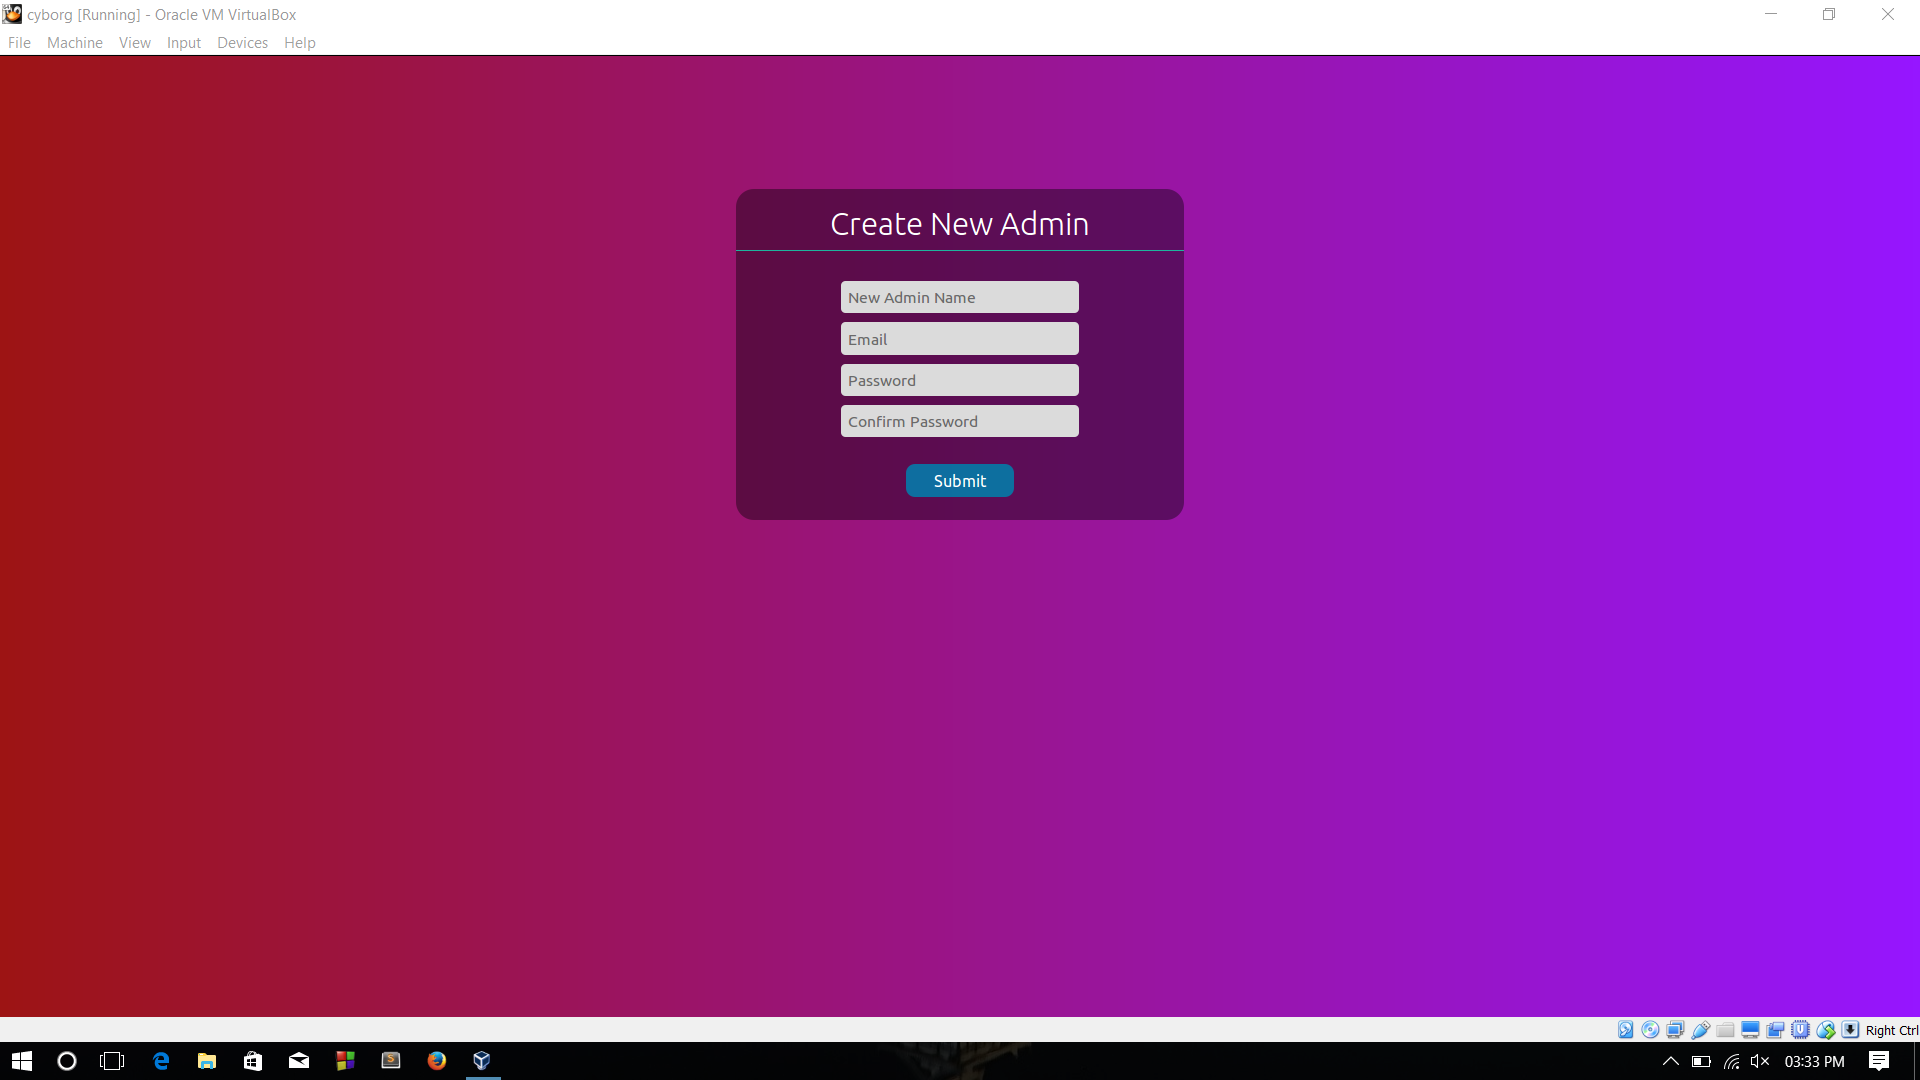 cyborg [Running] - Oracle VM VirtualBox
File Machine View Input Devices Help
Create New Admin
New Admin Name
Email
Password
Confirm Password
Submit
Right Ctrl
03:33 PM